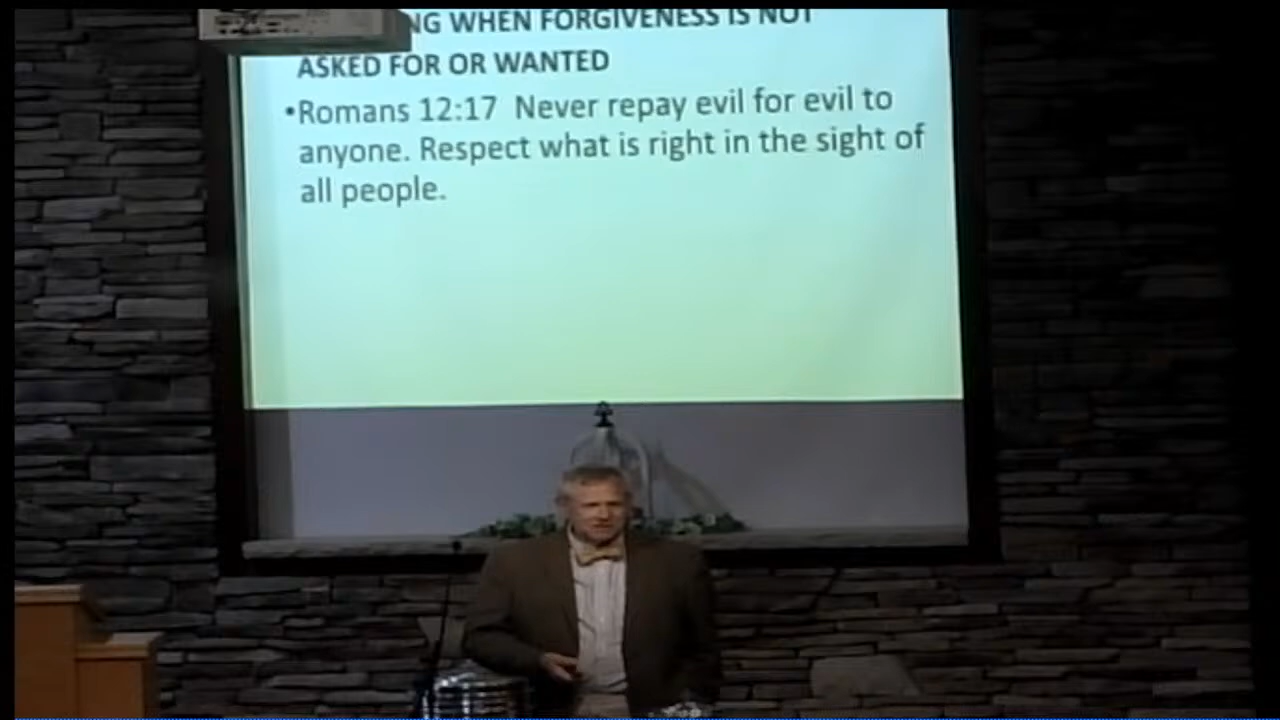 WHEN FORGIVENESS IS NOT
ASKED FOR OR WANTED
•Romans 12:17 Never repay evil for evil to
anyone. Respect what is right in the sight of
all people.